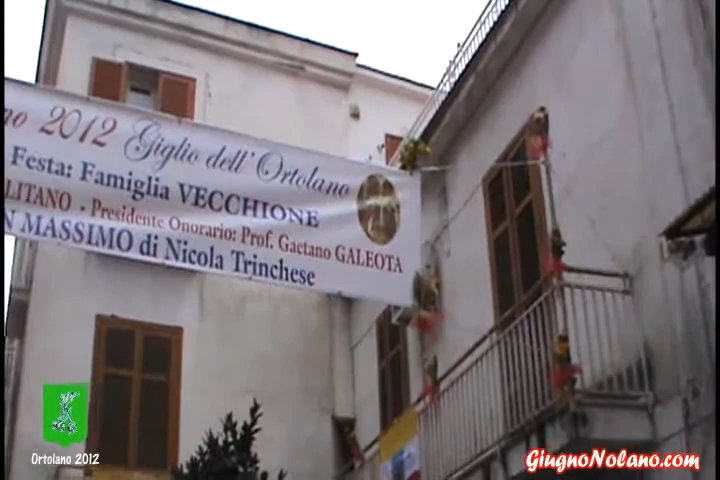 no 2012 Giglio dell'Ortolano
Festa: Famiglia VECCHIONE
LITANO - Presidente Onorario: Prof. Gaetano GALEOTA
N MASSIMO di Nicola Trinchese
Ortolano 2012
GiugnoNolano.com